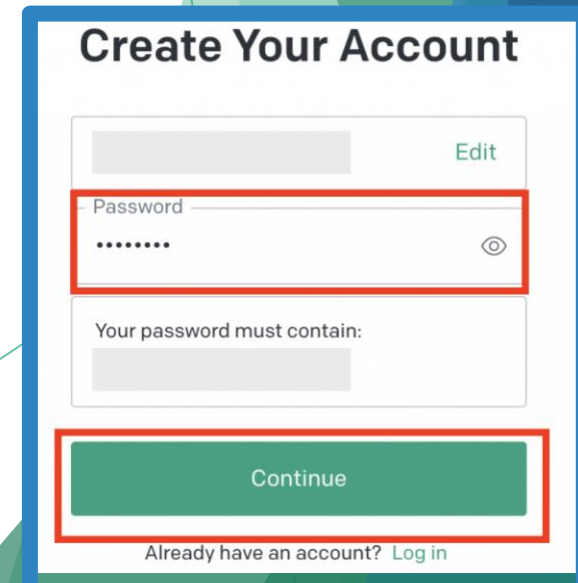 Create Your Account
Edit
Password
••••••••
Your password must contain:
Continue
Already have an account? Log in